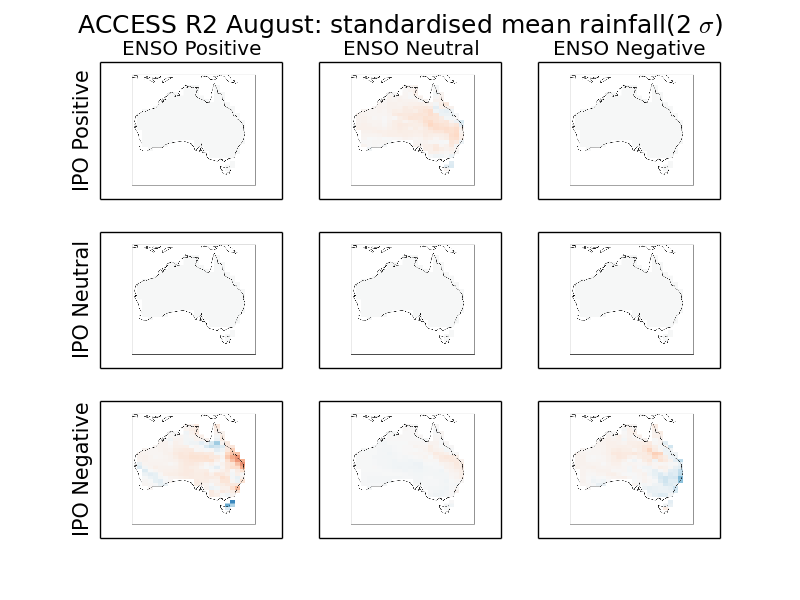 ACCESS R2 August: standardised mean rainfall(2 σ)
ENSO Positive
ENSO Neutral
ENSO Negative
IPO Positive
IPO Neutral
IPO Negative